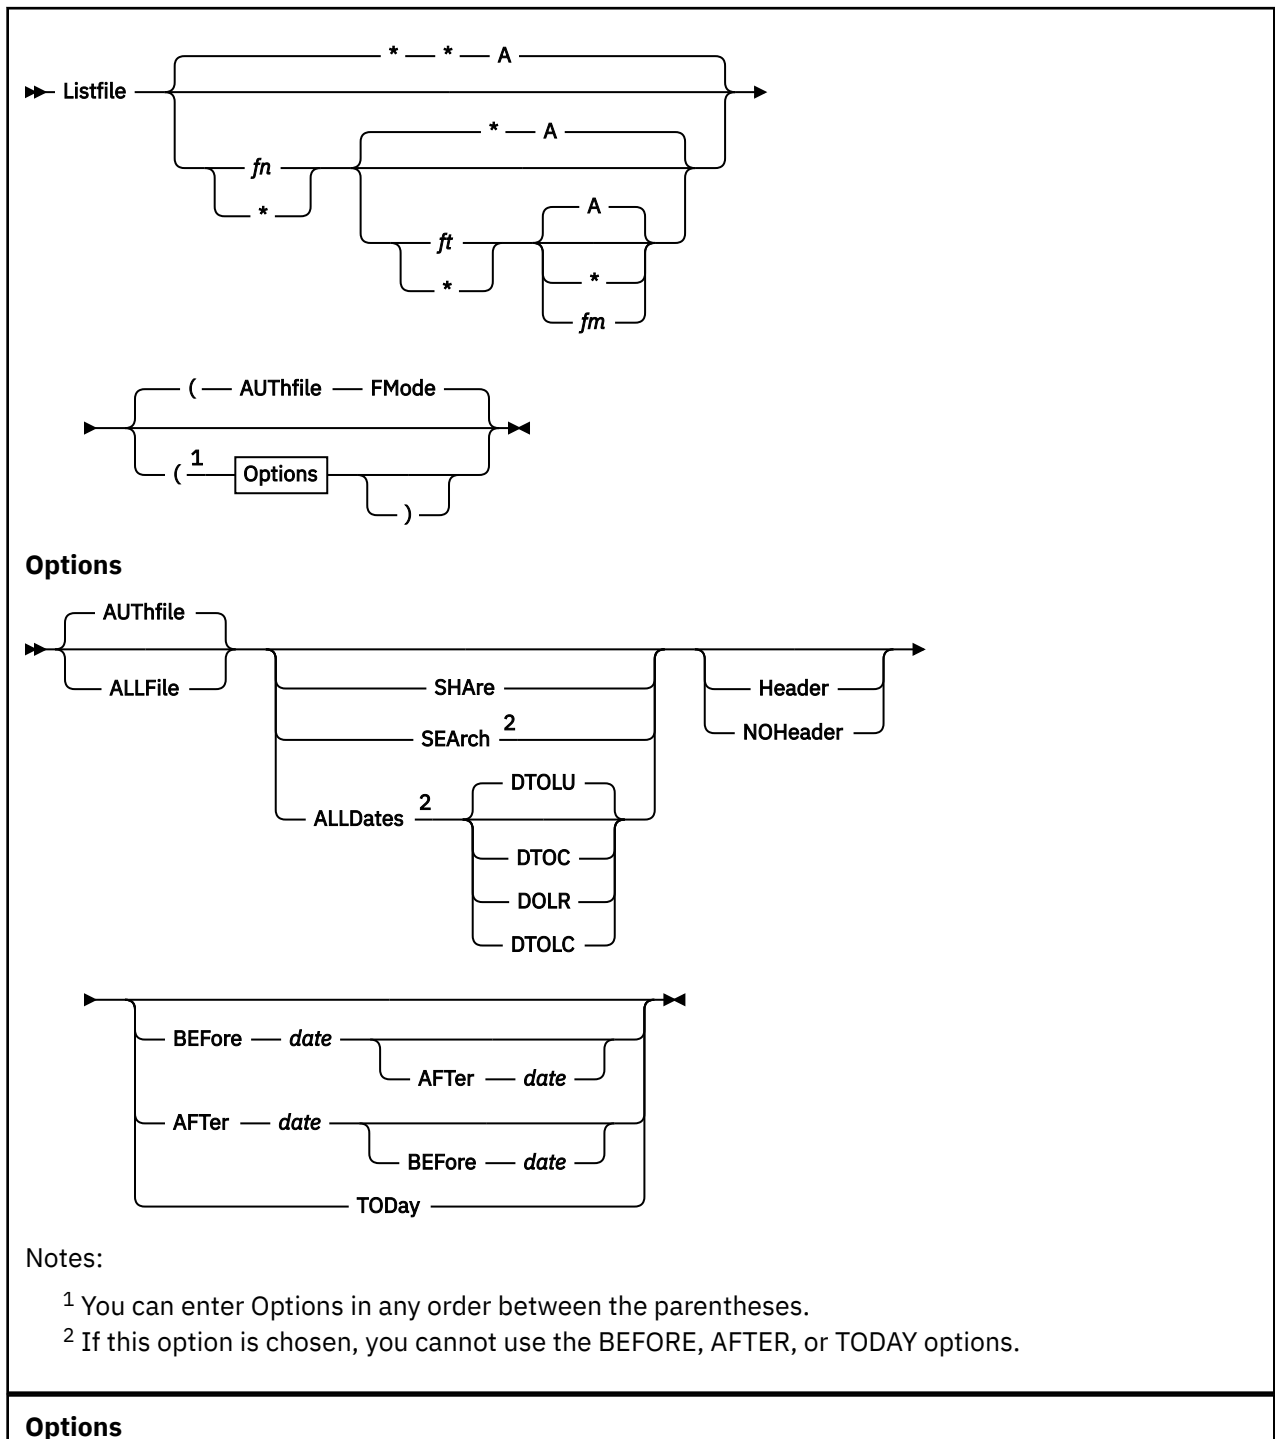 * * A
Listfile
* A
fn
*
A
ft
*
*
fm
( AUThfile FMode
( 1 Options
)
Options
AUThfile
ALLFile
SHAre
Header
SEArch 2
NOHeader
DTOLU
ALLDates 2
DTOC
DOLR
DTOLC
BEFore date
AFTer date
AFTer date
BEFore date
TODay
Notes:
1 You can enter Options in any order between the parentheses.
2 If this option is chosen, you cannot use the BEFORE, AFTER, or TODAY options.
Options